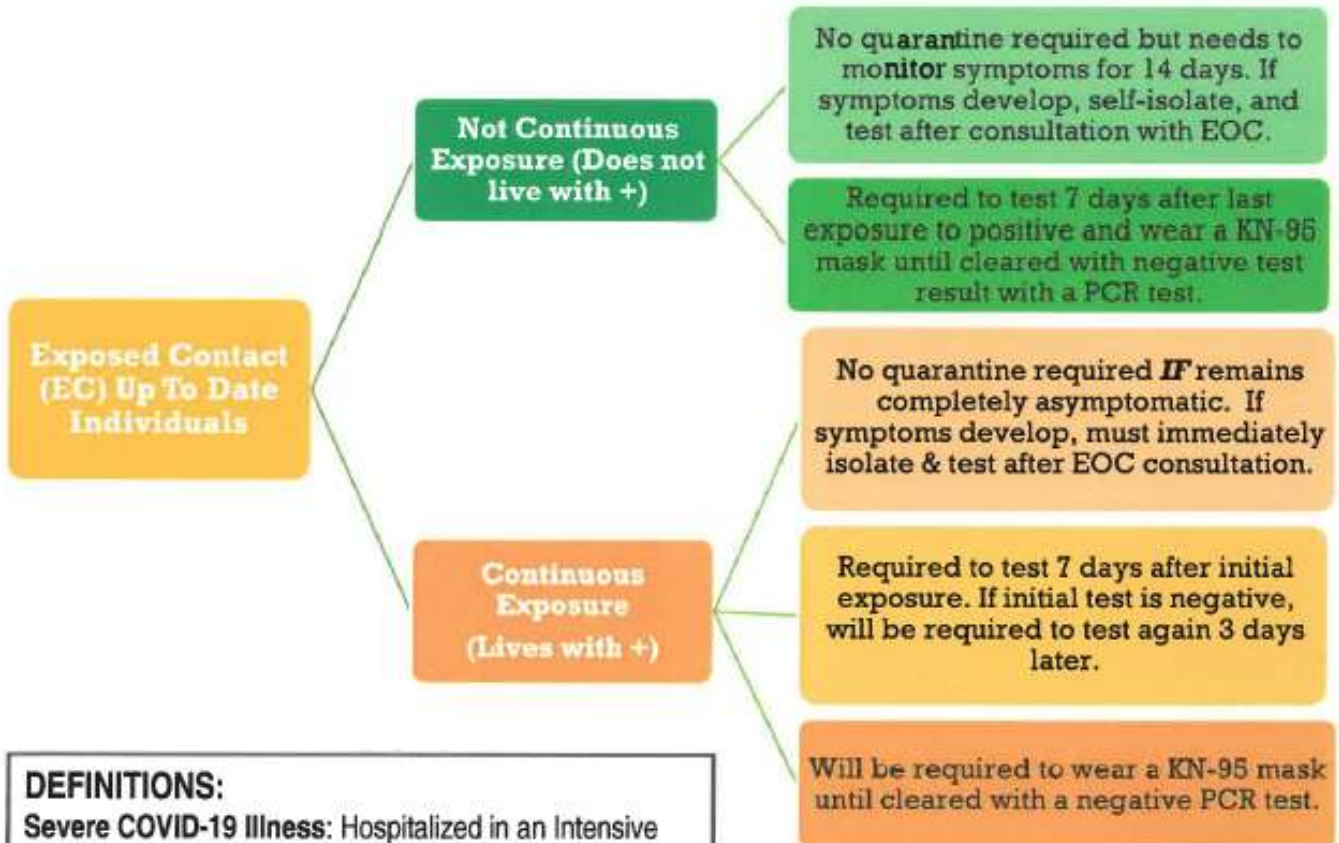 No quarantine required but needs to
monitor symptoms for 14 days. If
symptoms develop, self-isolate, and
test after consultation with EOC.
Not Continuous
Exposure (Does not
live with +)
Required to test 7 days after last
exposure to positive and wear a KN-95
mask until cleared with negative test
result with a PCR test.
Exposed Contact
(EC) Up To Date
Individuals
No quarantine required IF remains
completely asymptomatic. If
symptoms develop, must immediately
isolate & test after EOC consultation.
Continuous
Exposure
(Lives with +)
Required to test 7 days after initial
exposure. If initial test is negative,
will be required to test again 3 days
later.
Will be required to wear a KN-95 mask
until cleared with a negative PCR test.
DEFINITIONS:
Severe COVID-19 Illness: Hospitalized in an Intensive